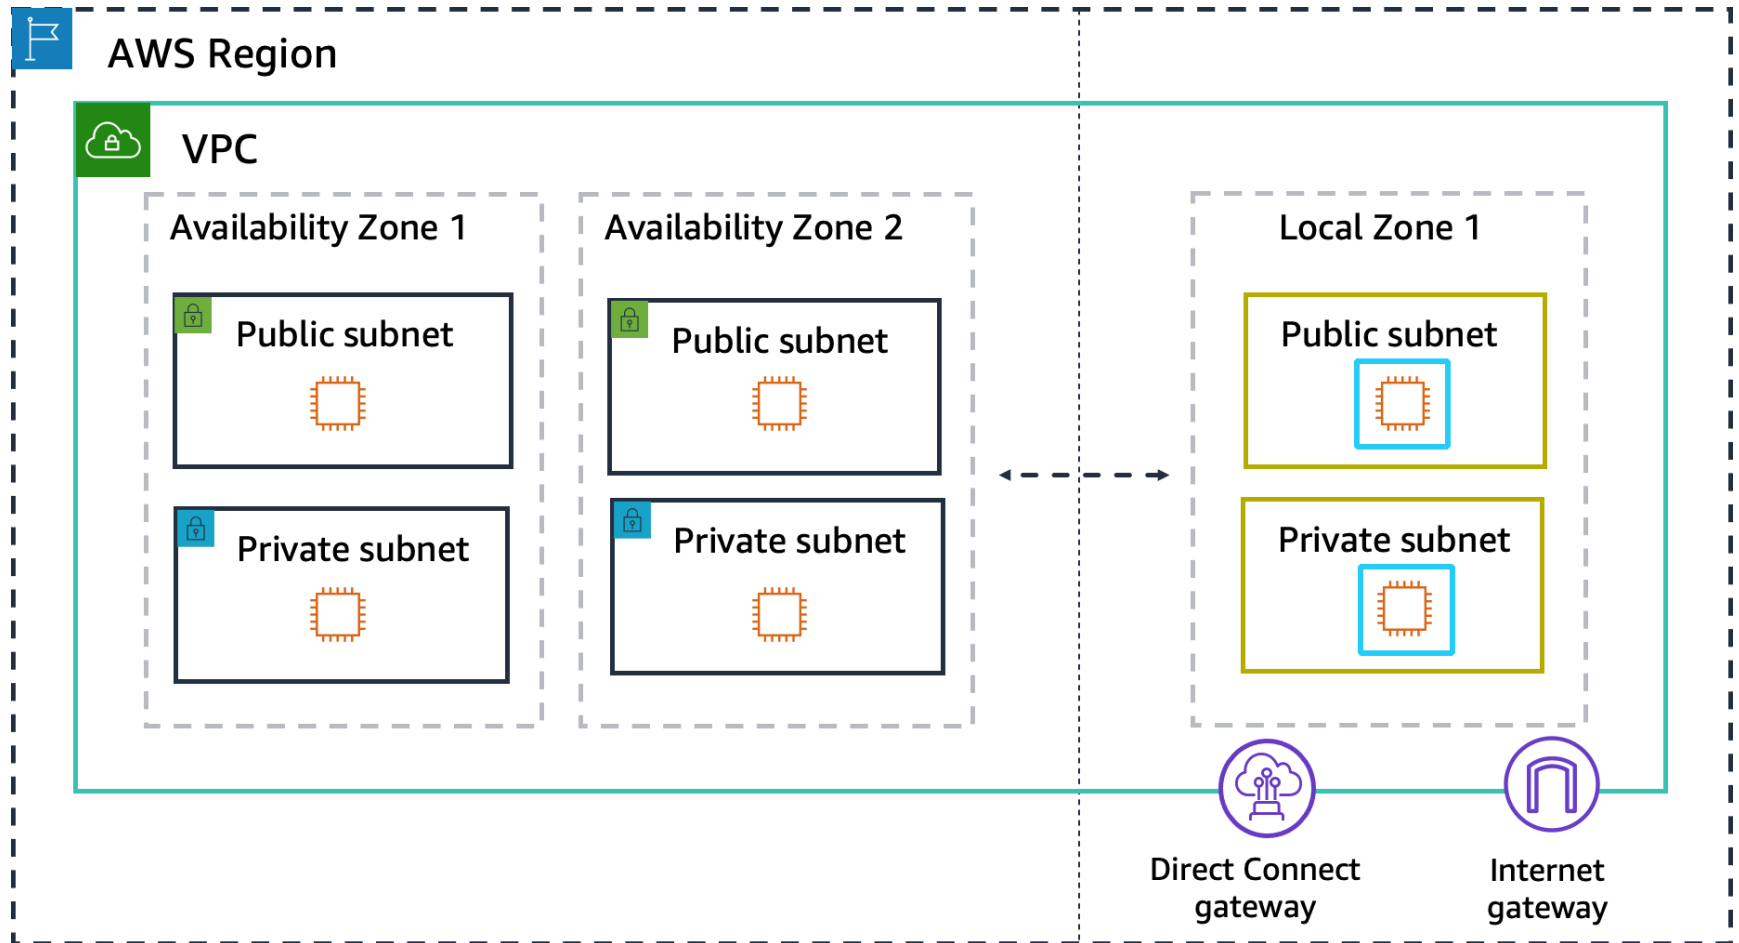 AWS Region
VPC
Availability Zone 1
Public subnet
Private subnet
Availability Zone 2
Public subnet
Private subnet
Local Zone 1
Public subnet
Private subnet
Direct Connect
gateway
Internet
gateway